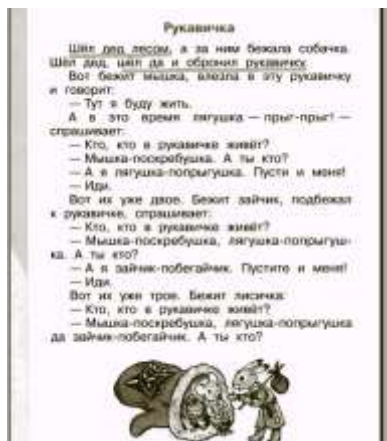 Рукавичка
Шёл дед лесом, а за ним бежала собачка.
Шёл дед, шёл да и обронил рукавичку.
Вот бежит мышка, влезла в эту рукавичку
и говорит:
— Тут я буду жить.
А в это время лягушка — прыг-прыг! —
спрашивает:
— Кто, кто в рукавичке живёт?
— Мышка-поскребушка. А ты кто?
— А я лягушка-попрыгушка. Пусти и меня!
— Иди.
Вот их уже двое. Бежит зайчик, подбежал
к рукавичке, спрашивает:
— Кто, кто в рукавичке живёт?
— Мышка-поскребушка, лягушка-попрыгуш-
ка. А ты кто?
— А я зайчик-побегайчик. Пустите и меня!
— Иди.
Вот их уже трое. Бежит лисичка:
— Кто, кто в рукавичке живёт?
— Мышка-поскребушка, лягушка-попрыгушка
да зайчик-побегайчик. А ты кто?